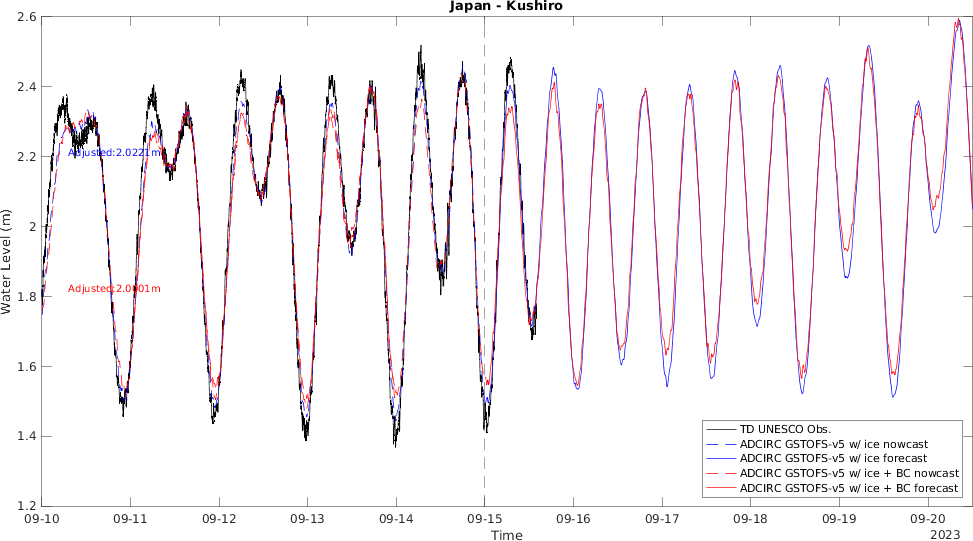 Japan - Kushiro
2.6
2.4
2.2
2
1.8
1.6
1.4
1.2
Water Level (m)
Adjusted:2.0221m
Adjusted:2.0001m
TD UNESCO Obs.
ADCIRC GSTOFS-v5 w/ ice nowcast
ADCIRC GSTOFS-v5 w/ ice forecast
ADCIRC GSTOFS-v5 w/ ice + BC nowcast
ADCIRC GSTOFS-v5 w/ ice + BC forecast
09-10 09-11 09-12 09-13 09-14 09-15 09-16 09-17 09-18 09-19 09-20
Time
2023